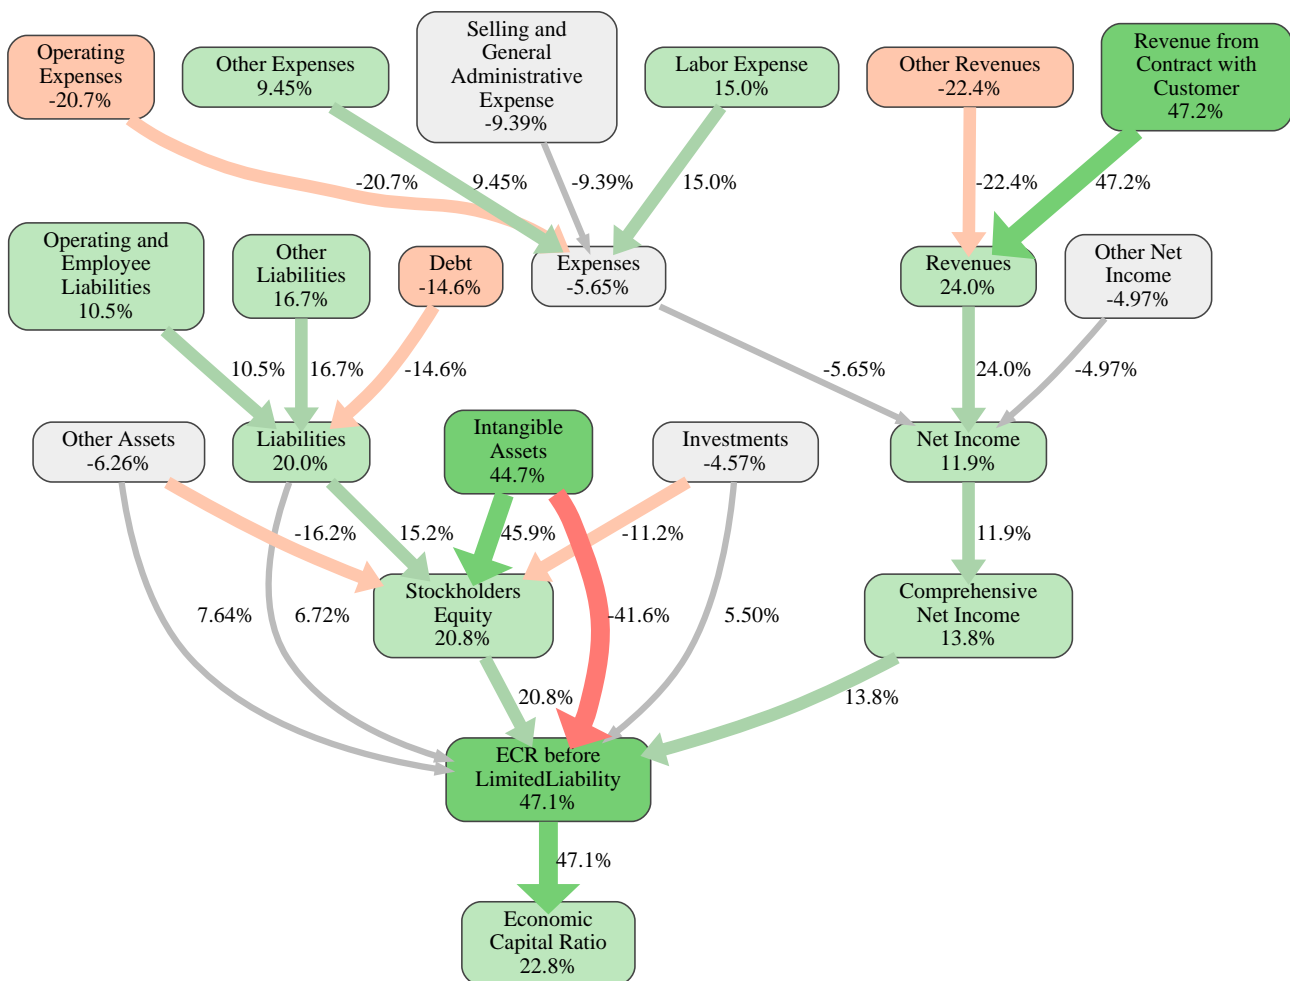 Operating
Expenses
-20.7%
Other Expenses
9.45%
Selling and
General
Administrative
Expense
-9.39%
Labor Expense
15.0%
Other Revenues
-22.4%
Revenue from
Contract with
Customer
47.2%
-20.7%
9.45%
-9.39%
15.0%
-22.4%
47.2%
Operating and
Employee
Liabilities
10.5%
Other
Liabilities
16.7%
Debt
-14.6%
Expenses
-5.65%
Revenues
24.0%
Other Net
Income
-4.97%
10.5%
16.7%
-14.6%
-5.65%
24.0%
-4.97%
Other Assets
-6.26%
Liabilities
20.0%
Intangible
Assets
44.7%
Investments
-4.57%
Net Income
11.9%
-16.2%
15.2%
45.9%
-11.2%
11.9%
7.64%
6.72%
Stockholders
Equity
20.8%
-41.6%
5.50%
Comprehensive
Net Income
13.8%
20.8%
13.8%
ECR before
LimitedLiability
47.1%
47.1%
Economic
Capital Ratio
22.8%